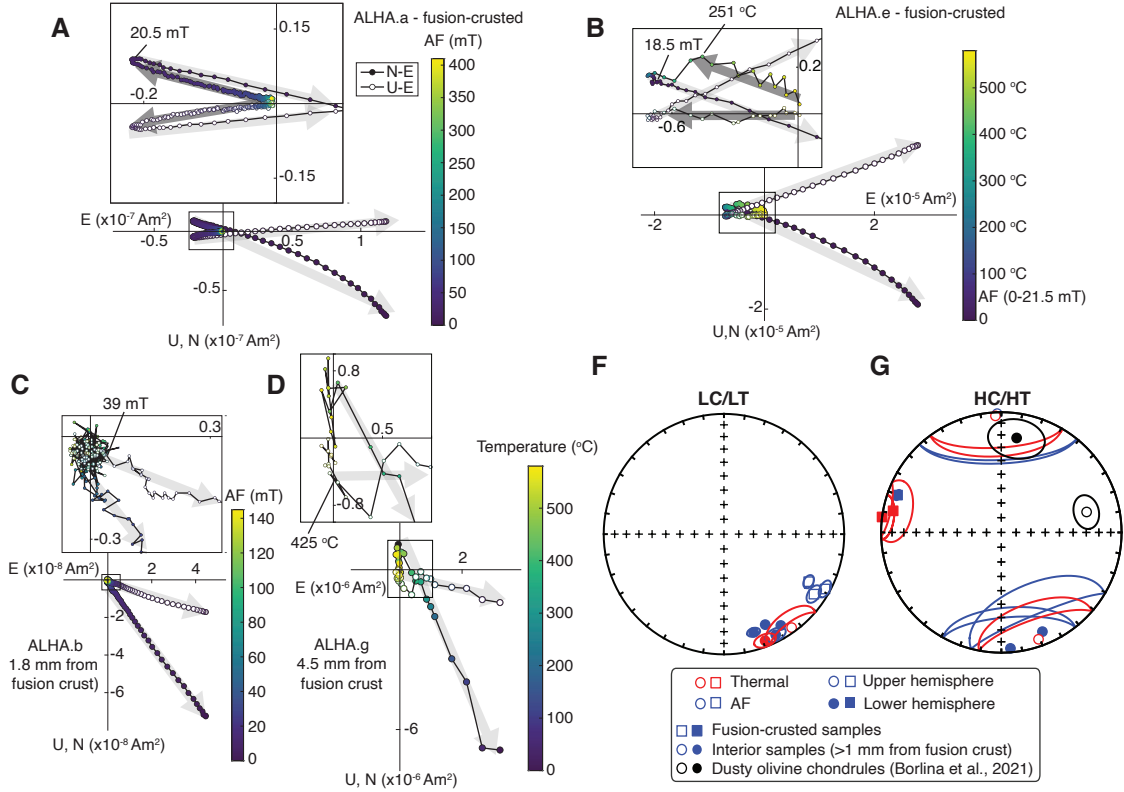 A
ALHA.a - fusion-crusted
20.5 mT
0.15
-0.2
-0.15
N-E
U-E
AF (mT)
400
350
300
250
200
150
100
50
0
E (x10⁻⁷ Am²)
-0.5
0.5
1
-0.5
U, N (x10⁻⁷ Am²)
B
ALHA.e - fusion-crusted
251 °C
18.5 mT
0.2
-0.6
500 °C
400 °C
300 °C
200 °C
100 °C
AF (0-21.5 mT)
0
E (x10⁻⁵ Am²)
-2
2
-2
U,N (x10⁻⁵ Am²)
C
39 mT
0.3
-0.3
AF (mT)
140
120
100
80
60
40
20
0
E (x10⁻⁸ Am²)
2
4
-2
-4
-6
ALHA.b
1.8 mm from
fusion crust)
U, N (x10⁻⁸ Am²)
D
0.8
0.5
-0.8
425 °C
Temperature (°C)
500
400
300
200
100
0
2
E (x10⁻⁶ Am²)
ALHA.g
4.5 mm from
fusion crust
-6
U, N (x10⁻⁶ Am²)
F
LC/LT
G
HC/HT
Thermal
AF
Upper hemisphere
Lower hemisphere
Fusion-crusted samples
Interior samples (>1 mm from fusion crust)
Dusty olivine chondrules (Borlina et al., 2021)